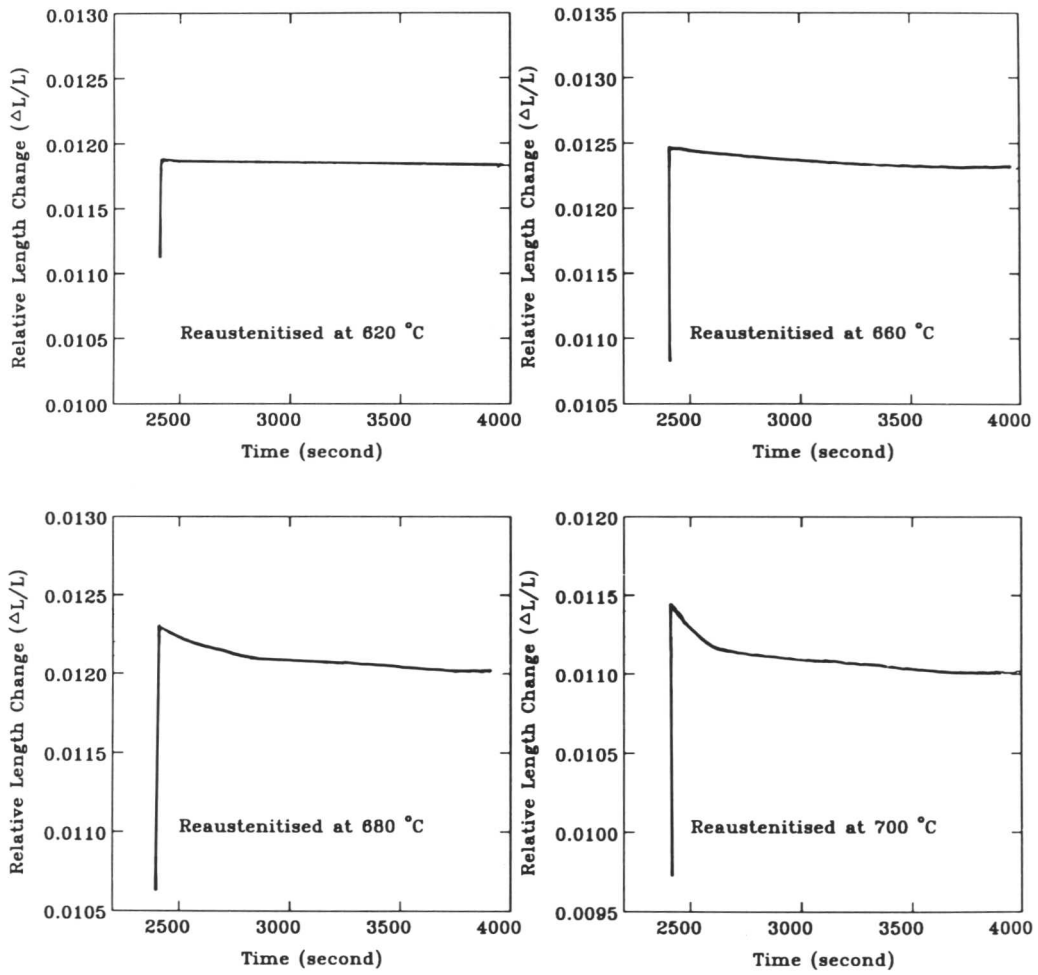 Relative Length Change (△L/L)
0.0130
0.0125
0.0120
0.0115
0.0110
0.0105
0.0100
Reaustenitised at 620 °C
2500 3000 3500 4000
Time (second)
Relative Length Change (△L/L)
0.0135
0.0130
0.0125
0.0120
0.0115
0.0110
0.0105
Reaustenitised at 660 °C
2500 3000 3500 4000
Time (second)
Relative Length Change (△L/L)
0.0130
0.0125
0.0120
0.0115
0.0110
0.0105
Reaustenitised at 680 °C
2500 3000 3500 4000
Time (second)
Relative Length Change (△L/L)
0.0120
0.0115
0.0110
0.0105
0.0100
0.0095
Reaustenitised at 700 °C
2500 3000 3500 4000
Time (second)